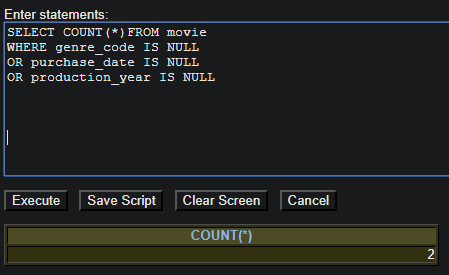 Enter statements:
SELECT COUNT(*)FROM movie
WHERE genre_code IS NULL
OR purchase_date IS NULL
OR production_year IS NULL
Execute Save Script Clear Screen Cancel
COUNT(*)
2